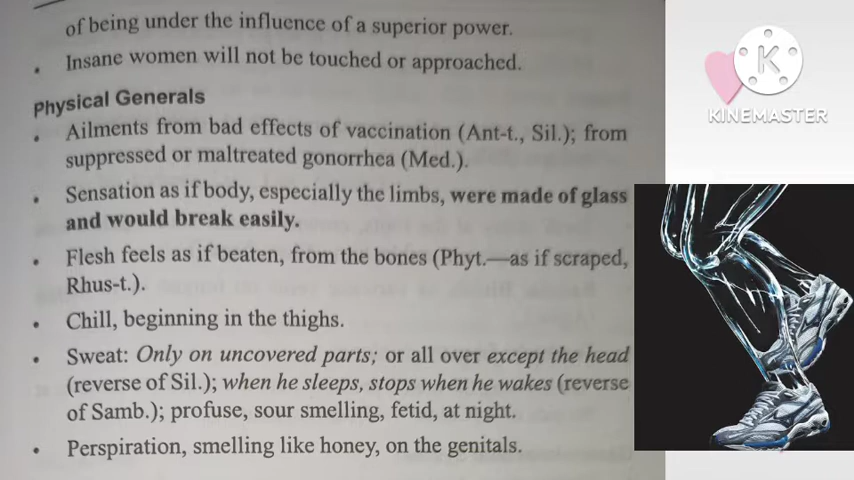 of being under the influence of a superior power.
• Insane women will not be touched or approached.
Physical Generals
• Ailments from bad effects of vaccination (Ant-t., Sil.); from
suppressed or maltreated gonorrhea (Med.).
• Sensation as if body, especially the limbs, were made of glass
and would break easily.
• Flesh feels as if beaten, from the bones (Phyt.—as if scraped,
Rhus-t.).
• Chill, beginning in the thighs.
• Sweat: Only on uncovered parts; or all over except the head
(reverse of Sil.); when he sleeps, stops when he wakes (reverse
of Samb.); profuse, sour smelling, fetid, at night.
• Perspiration, smelling like honey, on the genitals.
K
KINEMASTER